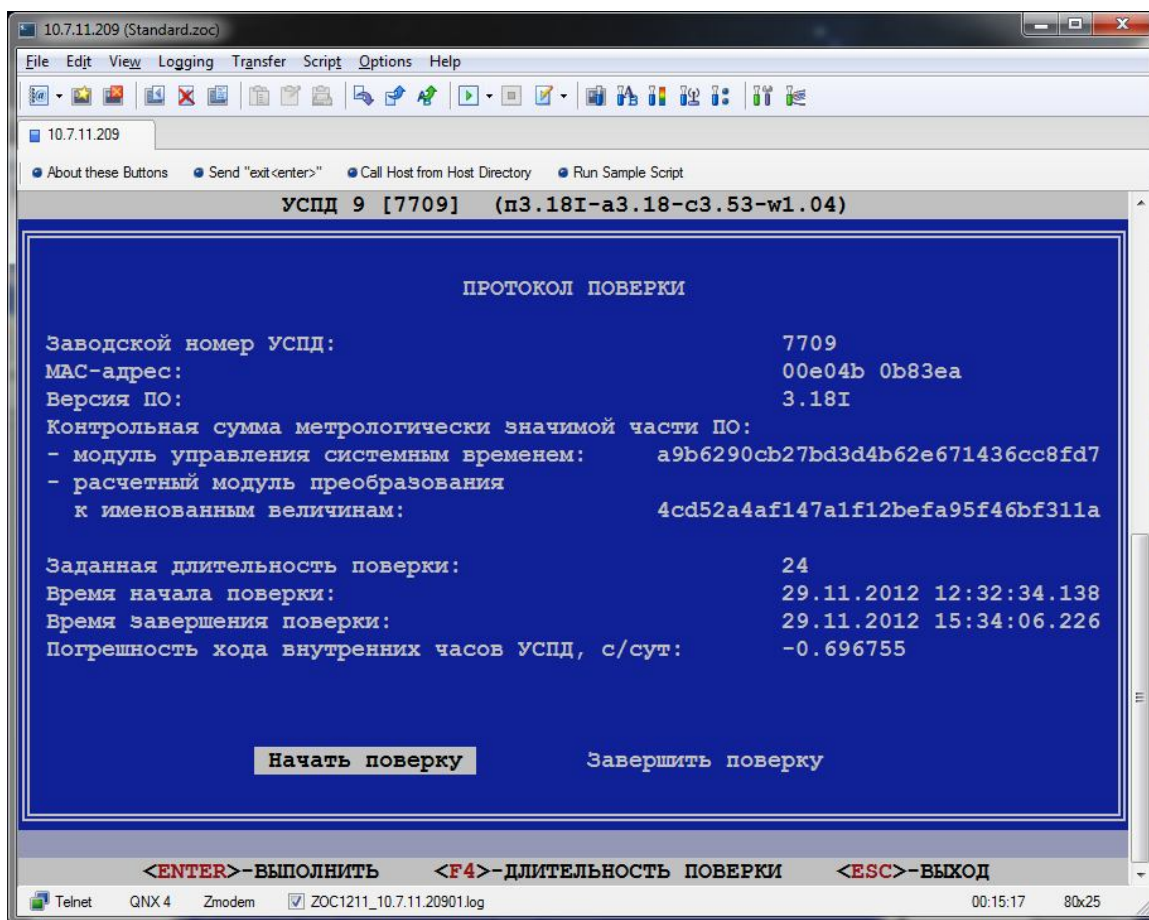 10.7.11.209 (Standard.zoc)
File Edit View Logging Transfer Script Options Help
10.7.11.209
About these Buttons Send "exit<enter>" Call Host from Host Directory Run Sample Script
УСПД 9 [7709] (п3.18I-а3.18-с3.53-w1.04)
ПРОТОКОЛ ПОВЕРКИ
Заводской номер УСПД: 7709
МАС-адрес: 00e04b 0b83ea
Версия ПО: 3.18I
Контрольная сумма метрологически значимой части ПО:
- модуль управления системным временем: a9b6290cb27bd3d4b62e671436cc8fd7
- расчетный модуль преобразования
к именованным величинам: 4cd52a4af147a1f12befa95f46bf311a
Заданная длительность поверки: 24
Время начала поверки: 29.11.2012 12:32:34.138
Время завершения поверки: 29.11.2012 15:34:06.226
Погрешность хода внутренних часов УСПД, с/сут: -0.696755
Начать поверку Завершить поверку
<ENTER>-ВЫПОЛНИТЬ <F4>-ДЛИТЕЛЬНОСТЬ ПОВЕРКИ <ESC>-ВЫХОД
Telnet QNX 4 Zmodem ZOC1211_10.7.11.20901.log 00:15:17 80x25